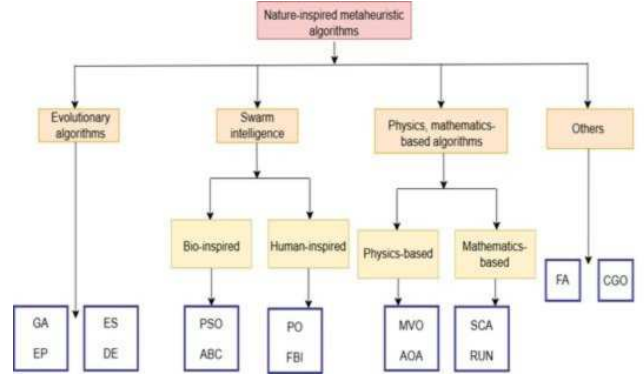 Nature-inspired metaheuristic
algorithms
Evolutionary
algorithms
Swarm
intelligence
Physics, mathematics-
based algorithms
Others
Bio-inspired
Human-inspired
Physics-based
Mathematics-
based
FA
CGO
GA
EP
ES
DE
PSO
ABC
PO
FBI
MVO
AOA
SCA
RUN